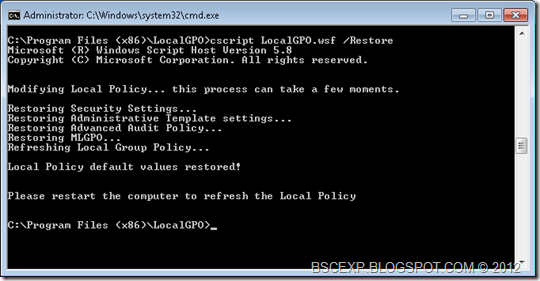 Administrator: C:\Windows\system32\cmd.exe
C:\Program Files (x86)\LocalGPO>cscript LocalGPO.wsf /Restore
Microsoft (R) Windows Script Host Version 5.8
Copyright (C) Microsoft Corporation. All rights reserved.
Modifying Local Policy... this process can take a few moments.
Restoring Security Settings...
Restoring Administrative Template settings...
Restoring Advanced Audit Policy...
Restoring MLGPO...
Refreshing Local Group Policy...
Local Policy default values restored!
Please restart the computer to refresh the Local Policy
C:\Program Files (x86)\LocalGPO>_
BSCEXP.BLOGSPOT.COM © 2012